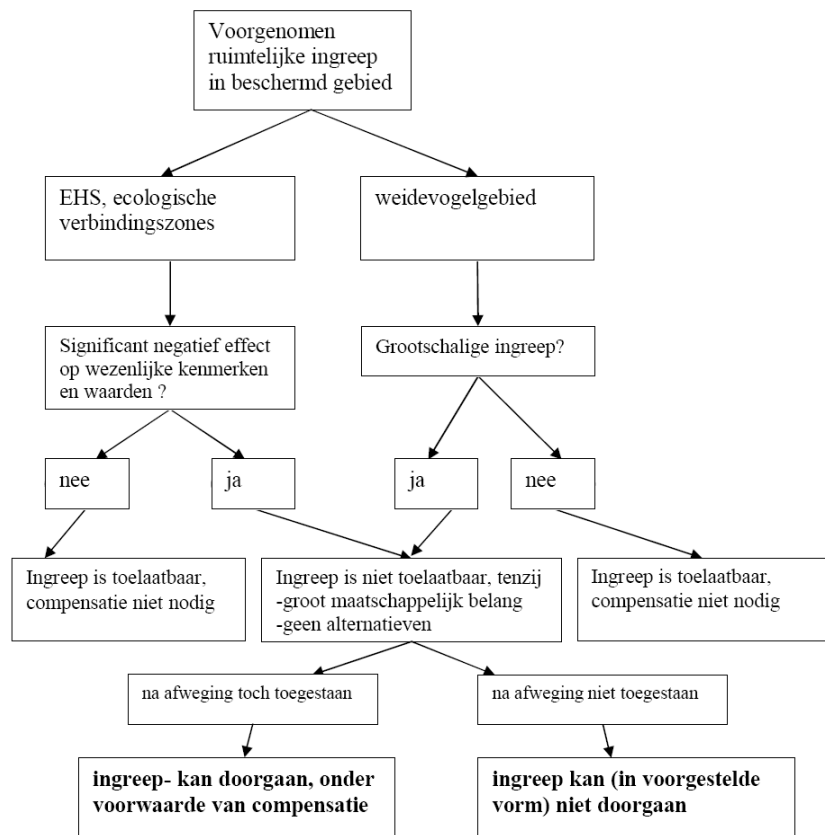 Voorgenomen
ruimtelijke ingreep
in beschermd gebied
EHS, ecologische
verbindingszones
weidevogelgebied
Significant negatief effect
op wezenlijke kenmerken
en waarden ?
Grootschalige ingreep?
nee
ja
ja
nee
Ingreep is toelaatbaar,
compensatie niet nodig
Ingreep is niet toelaatbaar, tenzij
-groot maatschappelijk belang
-geen alternatieven
Ingreep is toelaatbaar,
compensatie niet nodig
na afweging toch toegestaan
na afweging niet toegestaan
ingreep- kan doorgaan, onder
voorwaarde van compensatie
ingreep kan (in voorgestelde
vorm) niet doorgaan